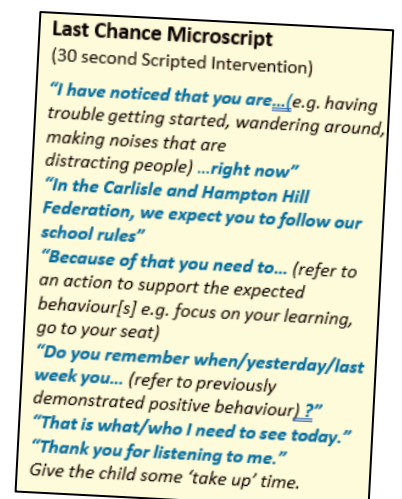 Last Chance Microscript
(30 second Scripted Intervention)
“I have noticed that you are...(e.g. having
trouble getting started, wandering around,
making noises that are
distracting people) ...right now”
“In the Carlisle and Hampton Hill
Federation, we expect you to follow our
school rules”
“Because of that you need to... (refer to
an action to support the expected
behaviour[s] e.g. focus on your learning,
go to your seat)
“Do you remember when/yesterday/last
week you... (refer to previously
demonstrated positive behaviour) ?”
“That is what/who I need to see today.”
“Thank you for listening to me.”
Give the child some ‘take up’ time.